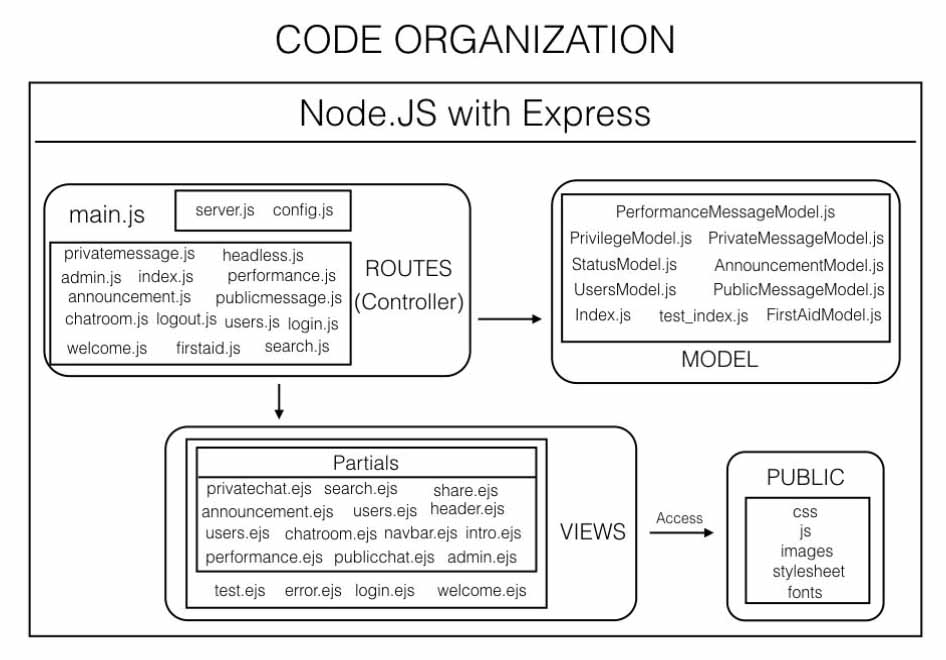 CODE ORGANIZATION
Node.JS with Express
main.js
server.js config.js
privatemessage.js headless.js
admin.js index.js performance.js
announcement.js publicmessage.js
chatroom.js logout.js users.js login.js
welcome.js firstaid.js search.js
ROUTES
(Controller)
PerformanceMessageModel.js
PrivilegeModel.js PrivateMessageModel.js
StatusModel.js AnnouncementModel.js
UsersModel.js PublicMessageModel.js
Index.js test_index.js FirstAidModel.js
MODEL
Partials
privatechat.ejs search.ejs share.ejs
announcement.ejs users.ejs header.ejs
users.ejs chatroom.ejs navbar.ejs intro.ejs
performance.ejs publicchat.ejs admin.ejs
test.ejs error.ejs login.ejs welcome.ejs
VIEWS
Access
PUBLIC
css
js
images
stylesheet
fonts